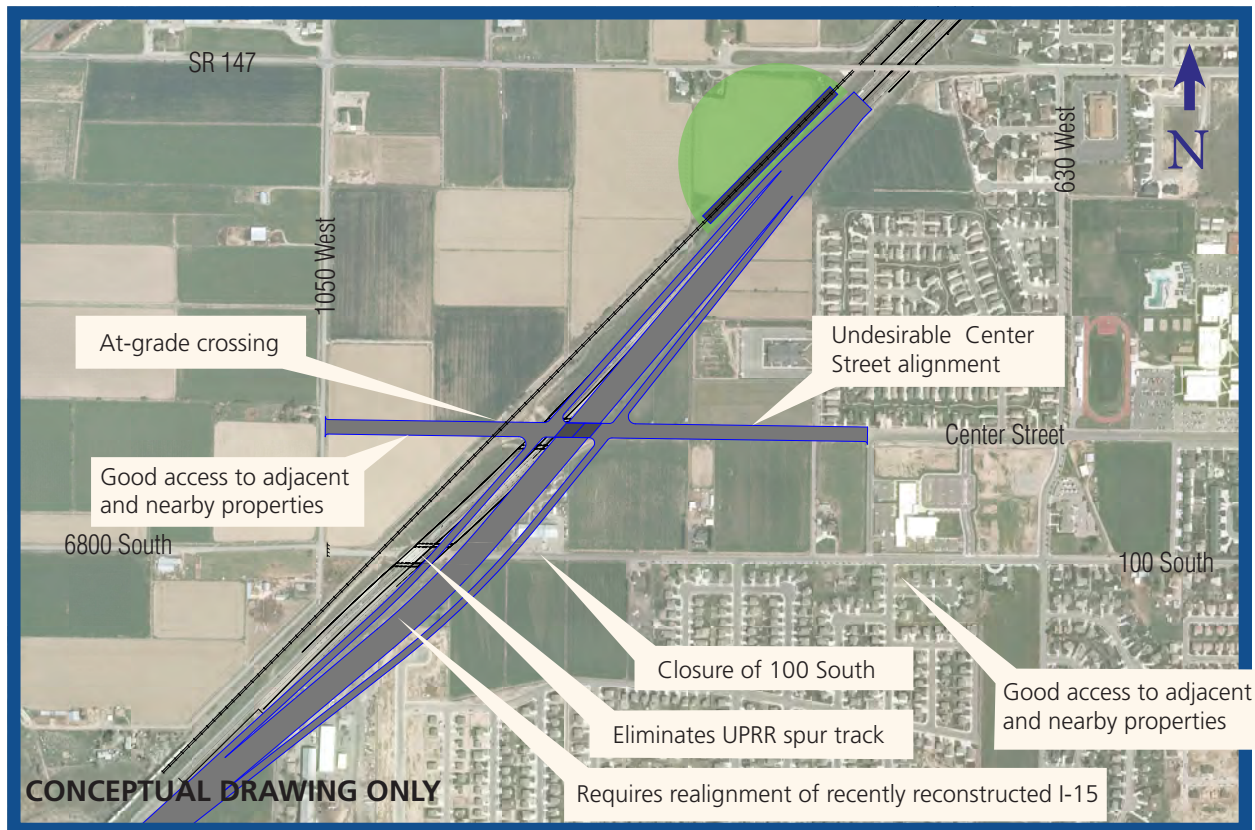 SR 147
630 West
N
1050 West
At-grade crossing
Undesirable Center
Street alignment
Center Street
Good access to adjacent
and nearby properties
6800 South
100 South
Closure of 100 South
Good access to adjacent
and nearby properties
Eliminates UPRR spur track
CONCEPTUAL DRAWING ONLY
Requires realignment of recently reconstructed I-15